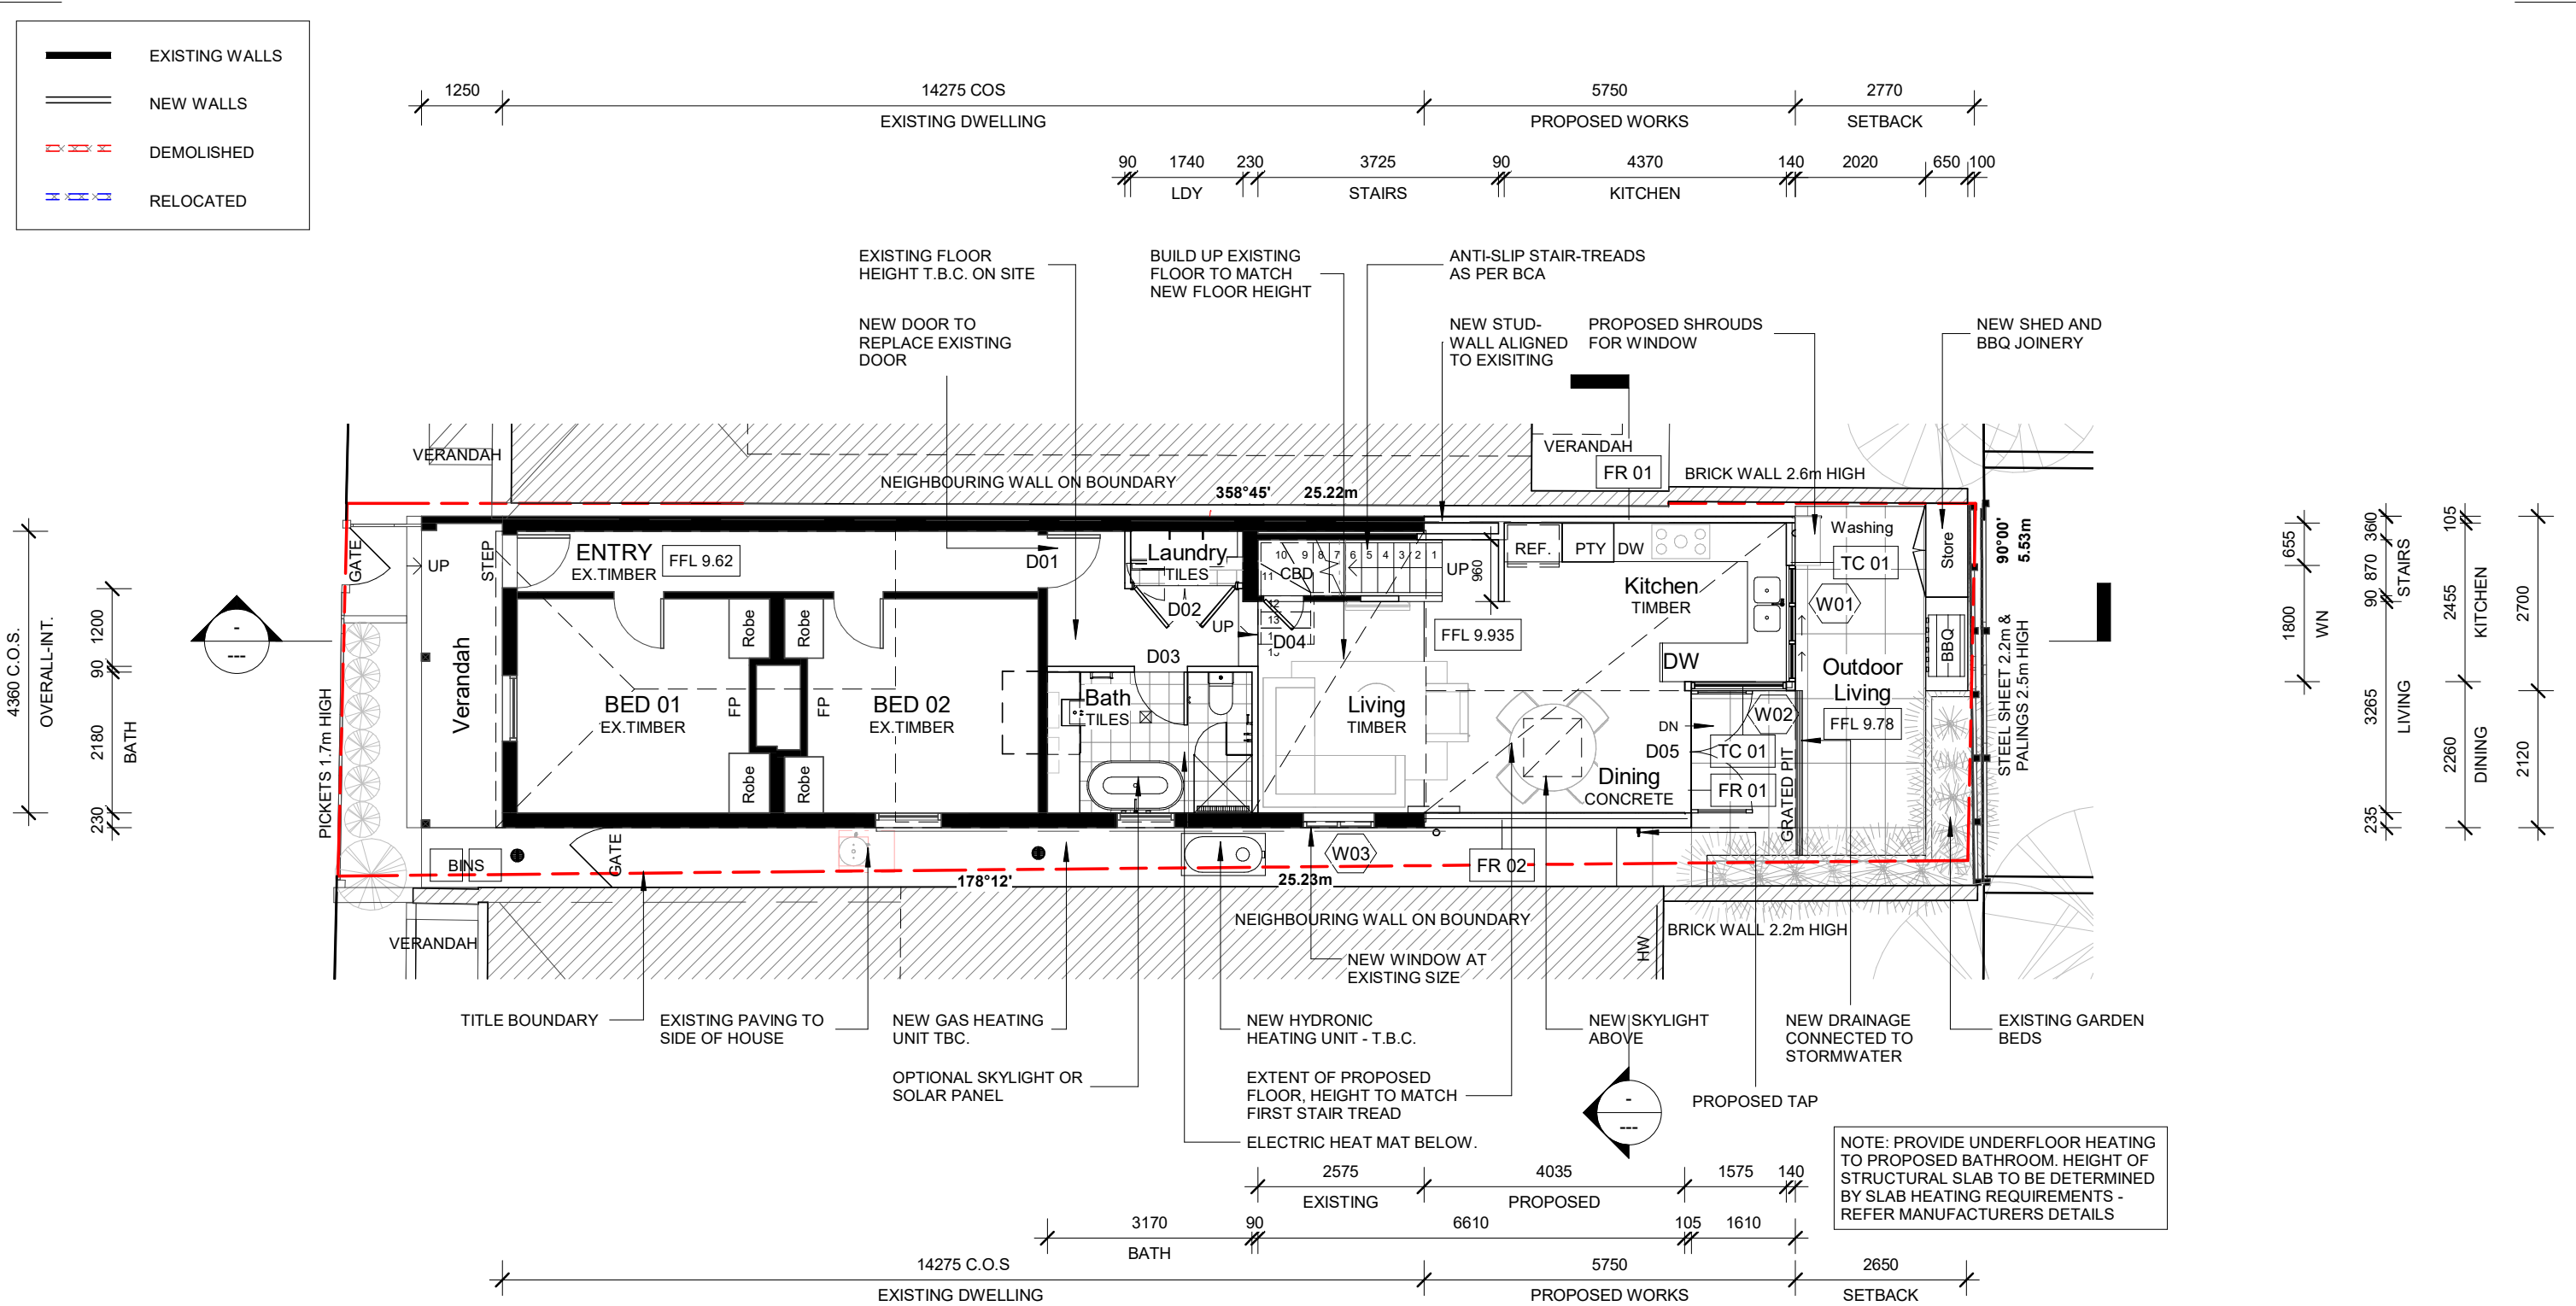 EXISTING WALLS
NEW WALLS
DEMOLISHED
RELOCATED
1250
14275 COS
5750
2770
EXISTING DWELLING
PROPOSED WORKS
SETBACK
90
1740
230
3725
90
4370
140
2020
650
100
LDY
STAIRS
KITCHEN
EXISTING FLOOR
HEIGHT T.B.C. ON SITE
BUILD UP EXISTING
FLOOR TO MATCH
NEW FLOOR HEIGHT
ANTI-SLIP STAIR-TREADS
AS PER BCA
NEW DOOR TO
REPLACE EXISTING
DOOR
NEW STUD-
WALL ALIGNED
TO EXISITING
PROPOSED SHROUDS
FOR WINDOW
NEW SHED AND
BBQ JOINERY
VERANDAH
NEIGHBOURING WALL ON BOUNDARY
358°45'
25.22m
VERANDAH
FR 01
BRICK WALL 2.6m HIGH
4360 C.O.S.
OVERALL-INT.
1200
90
2180
230
BATH
-
---
PICKETS 1.7m HIGH
GATE
UP
STEP
Verandah
ENTRY
EX.TIMBER
FFL 9.62
D01
Laundry
TILES
D02
UP
D03
10
9
8
7
6
5
4
3
2
1
11
CBD
12
13
D04
UP
960
REF.
PTY
DW
Kitchen
TIMBER
DW
FFL 9.935
Washing
TC 01
W01
Store
BBQ
Outdoor
Living
FFL 9.78
W02
DN
D05
TC 01
FR 01
GRATED PIT
BED 01
EX.TIMBER
Robe
Robe
FP
FP
Robe
Robe
BED 02
EX.TIMBER
Bath
TILES
Living
TIMBER
Dining
CONCRETE
90°00'
5.53m
STEEL SHEET 2.2m &
PALINGS 2.5m HIGH
655
1800
WN
360
870
90
3265
235
STAIRS
LIVING
105
2455
2260
KITCHEN
DINING
2700
2120
BINS
GATE
W03
FR 02
178°12'
25.23m
VERANDAH
NEIGHBOURING WALL ON BOUNDARY
HW
BRICK WALL 2.2m HIGH
NEW WINDOW AT
EXISTING SIZE
TITLE BOUNDARY
EXISTING PAVING TO
SIDE OF HOUSE
NEW GAS HEATING
UNIT TBC.
NEW HYDRONIC
HEATING UNIT - T.B.C.
NEW SKYLIGHT
ABOVE
NEW DRAINAGE
CONNECTED TO
STORMWATER
EXISTING GARDEN
BEDS
OPTIONAL SKYLIGHT OR
SOLAR PANEL
EXTENT OF PROPOSED
FLOOR, HEIGHT TO MATCH
FIRST STAIR TREAD
-
---
PROPOSED TAP
ELECTRIC HEAT MAT BELOW.
NOTE: PROVIDE UNDERFLOOR HEATING
TO PROPOSED BATHROOM. HEIGHT OF
STRUCTURAL SLAB TO BE DETERMINED
BY SLAB HEATING REQUIREMENTS -
REFER MANUFACTURERS DETAILS
2575
4035
1575
140
EXISTING
PROPOSED
3170
90
6610
105
1610
BATH
14275 C.O.S
5750
2650
EXISTING DWELLING
PROPOSED WORKS
SETBACK